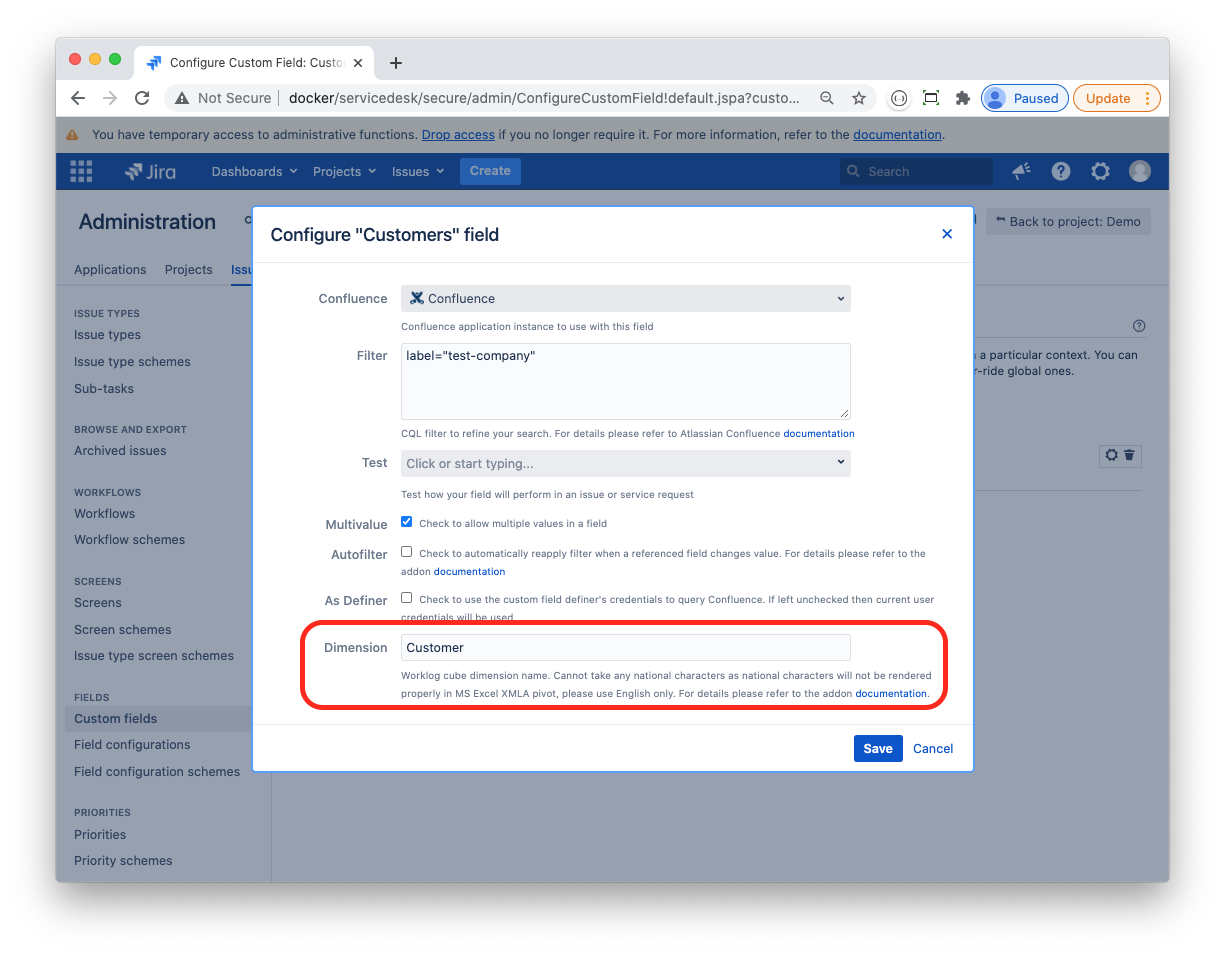 Configure Custom Field: Custo
Not Secure
docker/servicedesk/secure/admin/ConfigureCustomField!default.jspa?custo...
Paused
Update
You have temporary access to administrative functions. Drop access if you no longer require it. For more information, refer to the documentation.
Jira
Dashboards
Projects
Issues
Create
Search
Administration
Back to project: Demo
Applications
Projects
Issu
ISSUE TYPES
Issue types
Issue type schemes
Sub-tasks
BROWSE AND EXPORT
Archived issues
WORKFLOWS
Workflows
Workflow schemes
SCREENS
Screens
Screen schemes
Issue type screen schemes
FIELDS
Custom fields
Field configurations
Field configuration schemes
PRIORITIES
Priorities
Priority schemes
a particular context. You can
-ride global ones.
Configure "Customers" field
Confluence
Confluence
Confluence application instance to use with this field
Filter
label="test-company"
CQL filter to refine your search. For details please refer to Atlassian Confluence documentation
Test
Click or start typing...
Test how your field will perform in an issue or service request
Multivalue
Check to allow multiple values in a field
Autofilter
Check to automatically reapply filter when a referenced field changes value. For details please refer to the
addon documentation
As Definer
Check to use the custom field definer's credentials to query Confluence. If left unchecked then current user
credentials will be used
Dimension
Customer
Worklog cube dimension name. Cannot take any national characters as national characters will not be rendered
properly in MS Excel XMLA pivot, please use English only. For details please refer to the addon documentation.
Save
Cancel